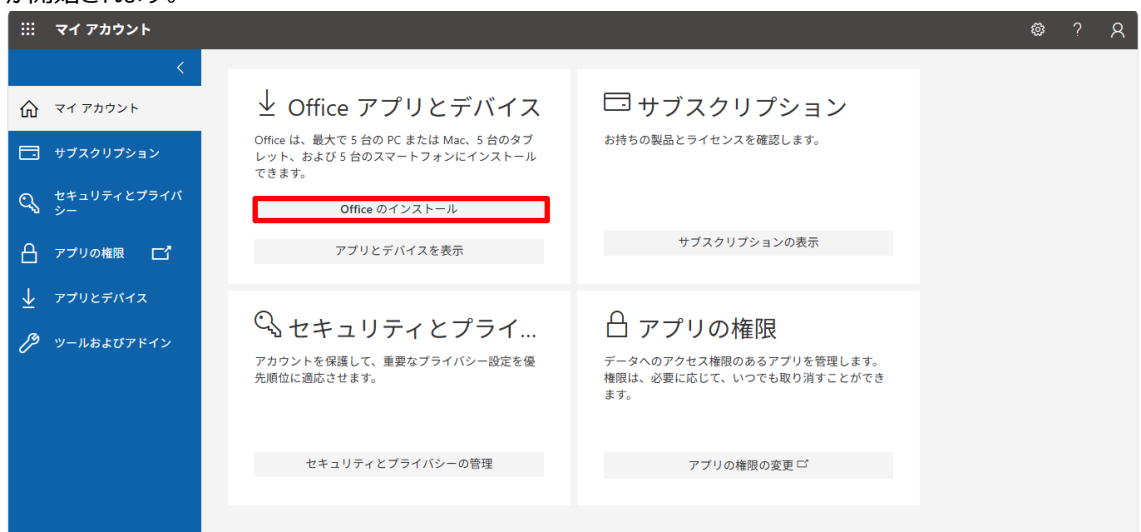 が開始されます。
マイ アカウント
?
マイ アカウント
サブスクリプション
セキュリティとプライバ
シー
アプリの権限
アプリとデバイス
ツールおよびアドイン
Office アプリとデバイス
Office は、最大で 5 台の PC または Mac、5 台のタブ
レット、および 5 台のスマートフォンにインストール
できます。
Office のインストール
アプリとデバイスを表示
サブスクリプション
お持ちの製品とライセンスを確認します。
サブスクリプションの表示
セキュリティとプライ...
アカウントを保護して、重要なプライバシー設定を優
先順位に適応させます。
セキュリティとプライバシーの管理
アプリの権限
データへのアクセス権限のあるアプリを管理します。
権限は、必要に応じて、いつでも取り消すことができ
ます。
アプリの権限の変更